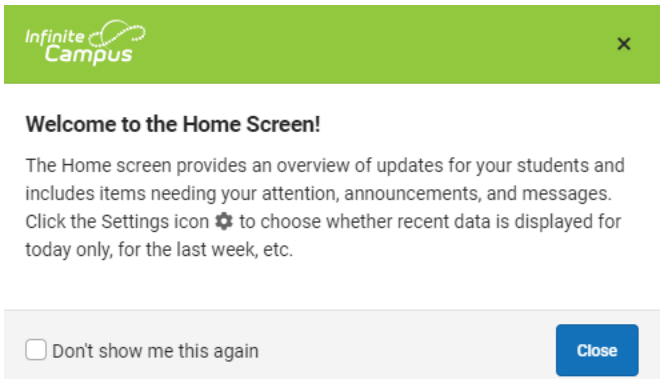 Infinite
Campus
×
Welcome to the Home Screen!
The Home screen provides an overview of updates for your students and
includes items needing your attention, announcements, and messages.
Click the Settings icon to choose whether recent data is displayed for
today only, for the last week, etc.
Don't show me this again
Close